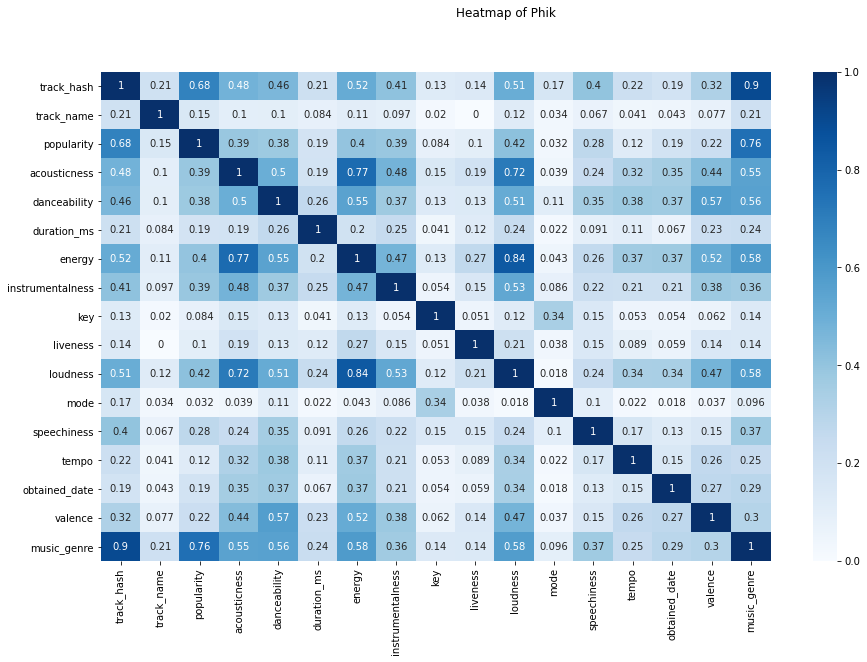 Heatmap of Phik
track_hash 1 0.21 0.68 0.48 0.46 0.21 0.52 0.41 0.13 0.14 0.51 0.17 0.4 0.22 0.19 0.32 0.9
track_name 0.21 1 0.15 0.1 0.1 0.084 0.11 0.097 0.02 0 0.12 0.034 0.067 0.041 0.043 0.077 0.21
popularity 0.68 0.15 1 0.39 0.38 0.19 0.4 0.39 0.084 0.1 0.42 0.032 0.28 0.12 0.19 0.22 0.76
acousticness 0.48 0.1 0.39 1 0.5 0.19 0.77 0.48 0.15 0.19 0.72 0.039 0.24 0.32 0.35 0.44 0.55
danceability 0.46 0.1 0.38 0.5 1 0.26 0.55 0.37 0.13 0.13 0.51 0.11 0.35 0.38 0.37 0.57 0.56
duration_ms 0.21 0.084 0.19 0.19 0.26 1 0.2 0.25 0.041 0.12 0.24 0.022 0.091 0.11 0.067 0.23 0.24
energy 0.52 0.11 0.4 0.77 0.55 0.2 1 0.47 0.13 0.27 0.84 0.043 0.26 0.37 0.37 0.52 0.58
instrumentalness 0.41 0.097 0.39 0.48 0.37 0.25 0.47 1 0.054 0.15 0.53 0.086 0.22 0.21 0.21 0.38 0.36
key 0.13 0.02 0.084 0.15 0.13 0.041 0.13 0.054 1 0.051 0.12 0.34 0.15 0.053 0.054 0.062 0.14
liveness 0.14 0 0.1 0.19 0.13 0.12 0.27 0.15 0.051 1 0.21 0.038 0.15 0.089 0.059 0.14 0.14
loudness 0.51 0.12 0.42 0.72 0.51 0.24 0.84 0.53 0.12 0.21 1 0.018 0.24 0.34 0.34 0.47 0.58
mode 0.17 0.034 0.032 0.039 0.11 0.022 0.043 0.086 0.34 0.038 0.018 1 0.1 0.022 0.018 0.037 0.096
speechiness 0.4 0.067 0.28 0.24 0.35 0.091 0.26 0.22 0.15 0.15 0.24 0.1 1 0.17 0.13 0.15 0.37
tempo 0.22 0.041 0.12 0.32 0.38 0.11 0.37 0.21 0.053 0.089 0.34 0.022 0.17 1 0.15 0.26 0.25
obtained_date 0.19 0.043 0.19 0.35 0.37 0.067 0.37 0.21 0.054 0.059 0.34 0.018 0.13 0.15 1 0.27 0.29
valence 0.32 0.077 0.22 0.44 0.57 0.23 0.52 0.38 0.062 0.14 0.47 0.037 0.15 0.26 0.27 1 0.3
music_genre 0.9 0.21 0.76 0.55 0.56 0.24 0.58 0.36 0.14 0.14 0.58 0.096 0.37 0.25 0.29 0.3 1
track_hash track_name popularity acousticness danceability duration_ms energy instrumentalness key liveness loudness mode speechiness tempo obtained_date valence music_genre
1.0
0.8
0.6
0.4
0.2
0.0